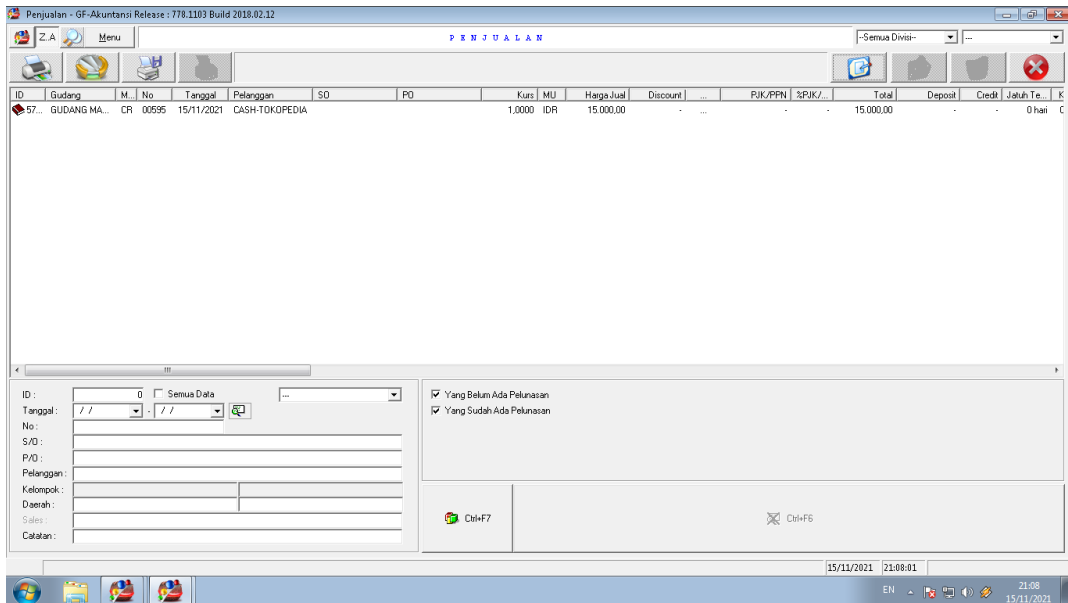 Penjualan - GF-Akuntansi Release : 778.1103 Build 2018.02.12
Z..A Menu PENJUALAN --Semua Divisi-- ---
ID Gudang M... No Tanggal Pelanggan SO PO Kurs MU Harga Jual Discount ... PJK/PPN %PJK/... Total Deposit Credit Jatuh Te... K
57... GUDANG MA... CR 00595 15/11/2021 CASH-TOKOPEDIA 1,0000 IDR 15.000,00 - ... - - 15.000,00 - - 0 hari
ID : 0 Semua Data ---
Yang Belum Ada Pelunasan
Tanggal : / / - / /
Yang Sudah Ada Pelunasan
No :
S/O :
P/O :
Pelanggan :
Kelompok :
Daerah :
Sales :
Catatan :
Ctrl+F7 Ctrl+F6
15/11/2021 21:08:01
EN 21:08
15/11/2021